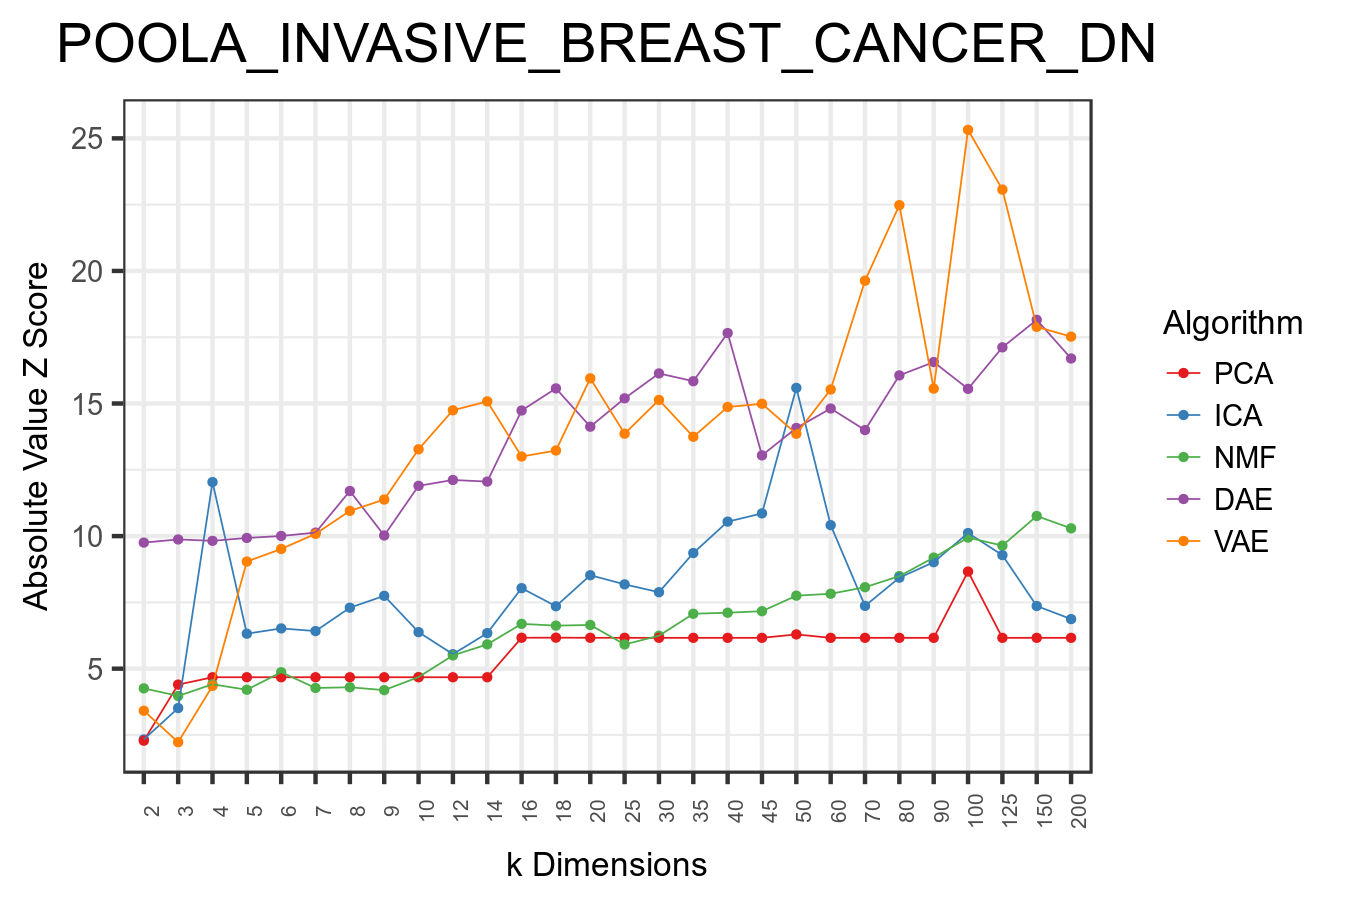 POOLA_INVASIVE_BREAST_CANCER_DN
Absolute Value Z Score
25
20
15
10
5
2 3 4 5 6 7 8 9 10 12 14 16 18 20 25 30 35 40 45 50 60 70 80 90 100 125 150 200
k Dimensions
Algorithm
PCA
ICA
NMF
DAE
VAE